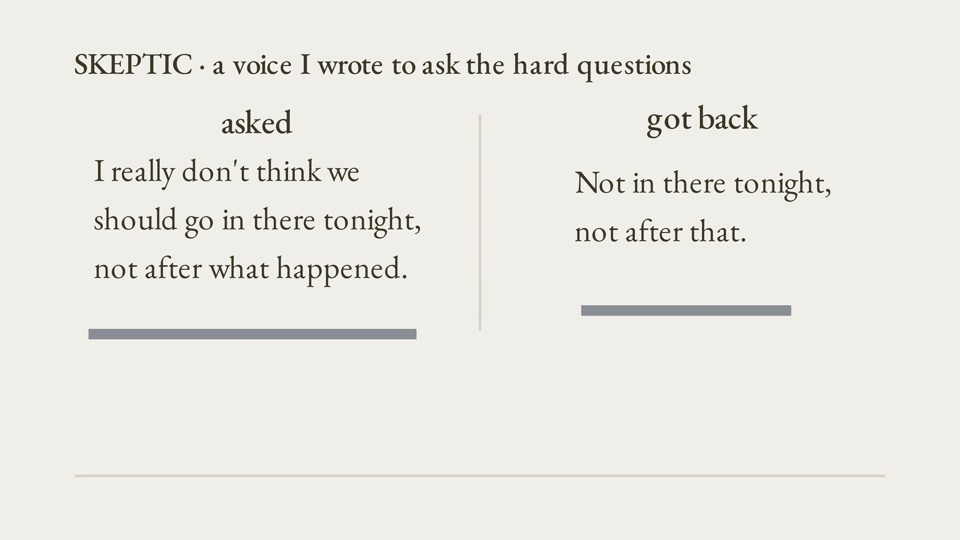 SKEPTIC · a voice I wrote to ask the hard questions
asked
I really don't think we
should go in there tonight,
not after what happened.
got back
Not in there tonight,
not after that.